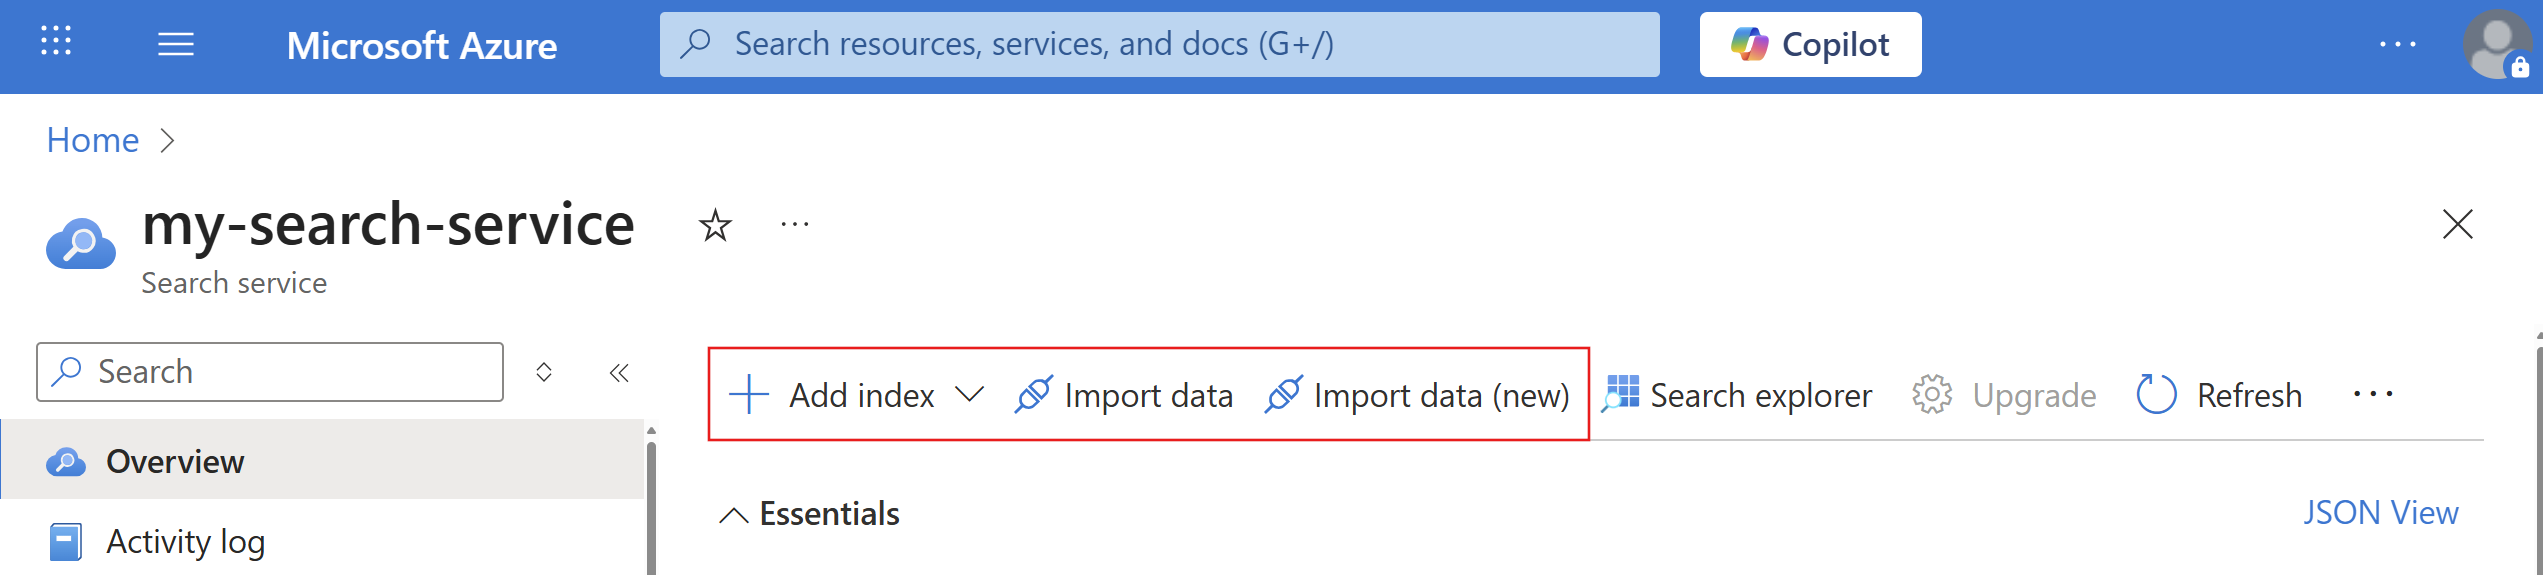 Microsoft Azure
Search resources, services, and docs (G+/)
Copilot
Home
my-search-service
Search service
Search
Add index
Import data
Import data (new)
Search explorer
Upgrade
Refresh
Overview
Activity log
Essentials
JSON View